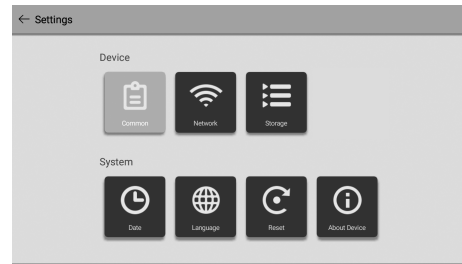 Settings
Device
Common
Network
Storage
System
Date
Language
Reset
About Device